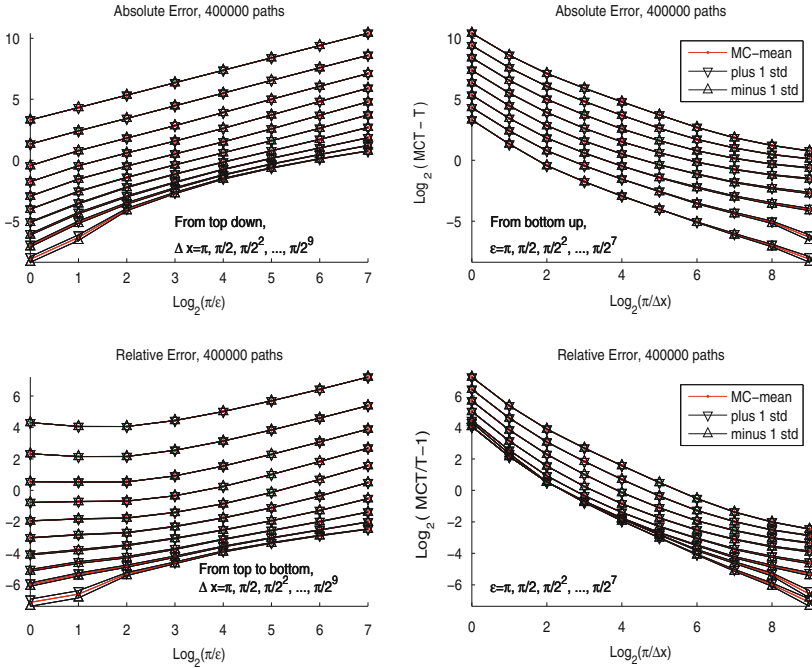 Absolute Error, 400000 paths
10
5
0
−5
0 1 2 3 4 5 6 7
From top down,
Δ x=π, π/2, π/2², ..., π/2⁹
Log₂(π/ε)
Absolute Error, 400000 paths
MC−mean
plus 1 std
minus 1 std
Log₂( MCT − T)
10
5
0
−5
0 2 4 6 8
From bottom up,
ε=π, π/2, π/2², ..., π/2⁷
Log₂(π/Δx)
Relative Error, 400000 paths
6
4
2
0
−2
−4
−6
0 1 2 3 4 5 6 7
From top to bottom,
Δ x=π, π/2, π/2², ..., π/2⁹
Log₂(π/ε)
Relative Error, 400000 paths
MC−mean
plus 1 std
minus 1 std
Log₂( MCT/T−1)
6
4
2
0
−2
−4
−6
0 2 4 6 8
ε=π, π/2, π/2², ..., π/2⁷
Log₂(π/Δx)